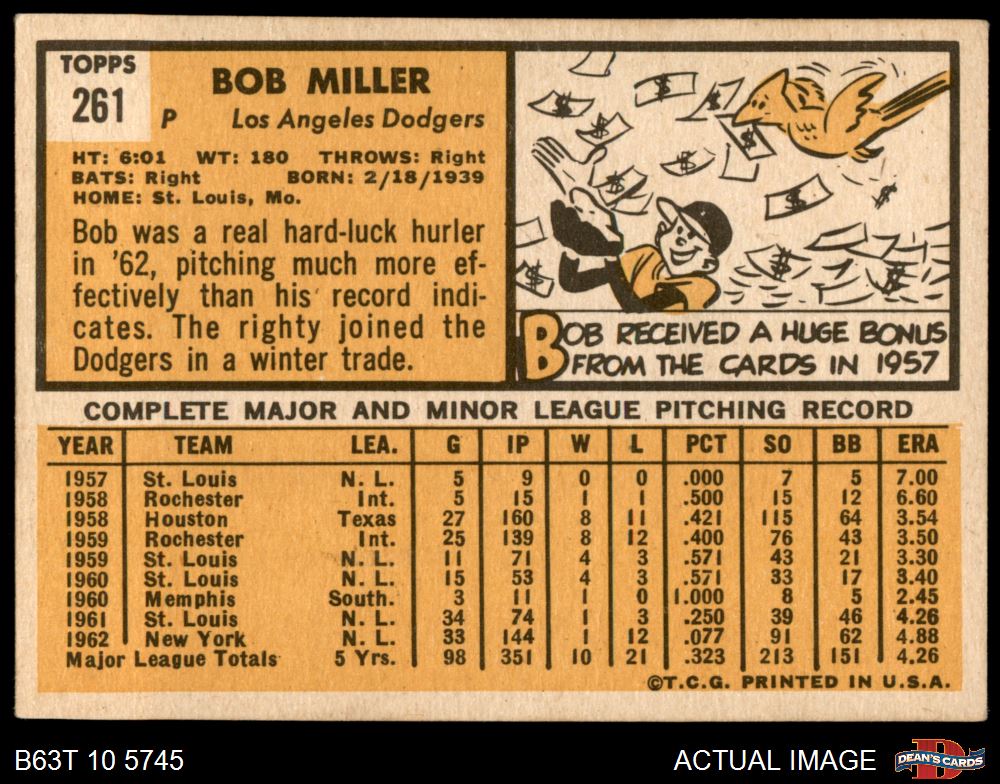 TOPPS
261
BOB MILLER
P Los Angeles Dodgers
HT: 6:01 WT: 180 THROWS: Right
BATS: Right BORN: 2/18/1939
HOME: St. Louis, Mo.
Bob was a real hard-luck hurler
in '62, pitching much more ef-
fectively than his record indi-
cates. The righty joined the
Dodgers in a winter trade.
$ $ $ $ $ $ $ $ $ $ $
BOB RECEIVED A HUGE BONUS
FROM THE CARDS IN 1957
COMPLETE MAJOR AND MINOR LEAGUE PITCHING RECORD
YEAR TEAM LEA. G IP W L PCT SO BB ERA
1957 St. Louis N. L. 5 9 0 0 .000 7 5 7.00
1958 Rochester Int. 5 15 1 1 .500 15 12 6.60
1958 Houston Texas 27 160 8 11 .421 115 64 3.54
1959 Rochester Int. 25 139 8 12 .400 76 43 3.50
1959 St. Louis N. L. 11 71 4 3 .571 43 21 3.30
1960 St. Louis N. L. 15 53 4 3 .571 33 17 3.40
1960 Memphis South. 3 11 1 0 1.000 8 5 2.45
1961 St. Louis N. L. 34 74 1 3 .250 39 46 4.26
1962 New York N. L. 33 144 1 12 .077 91 62 4.88
Major League Totals 5 Yrs. 98 351 10 21 .323 213 151 4.26
©T.C.G. PRINTED IN U.S.A.
B63T 10 5745
ACTUAL IMAGE
D
DEAN'S CARDS